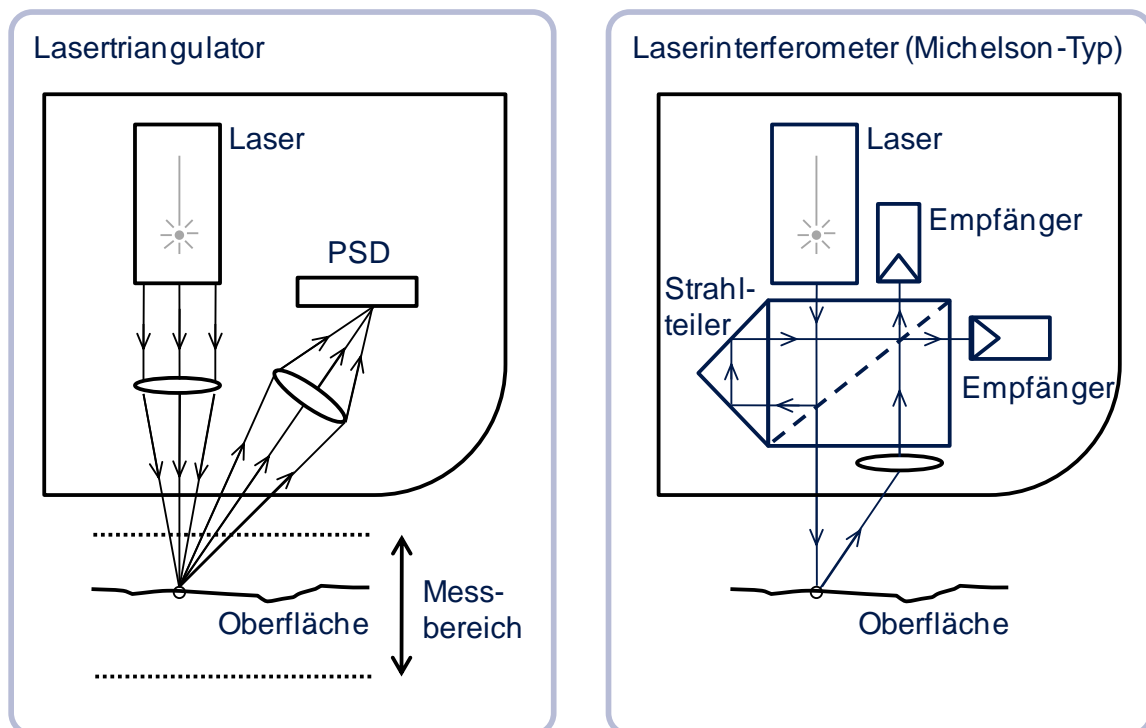 Lasertriangulator
Laser
PSD
Oberfläche
Mess-
bereich
Laserinterferometer (Michelson-Typ)
Laser
Empfänger
Strahl-
teiler
Empfänger
Oberfläche